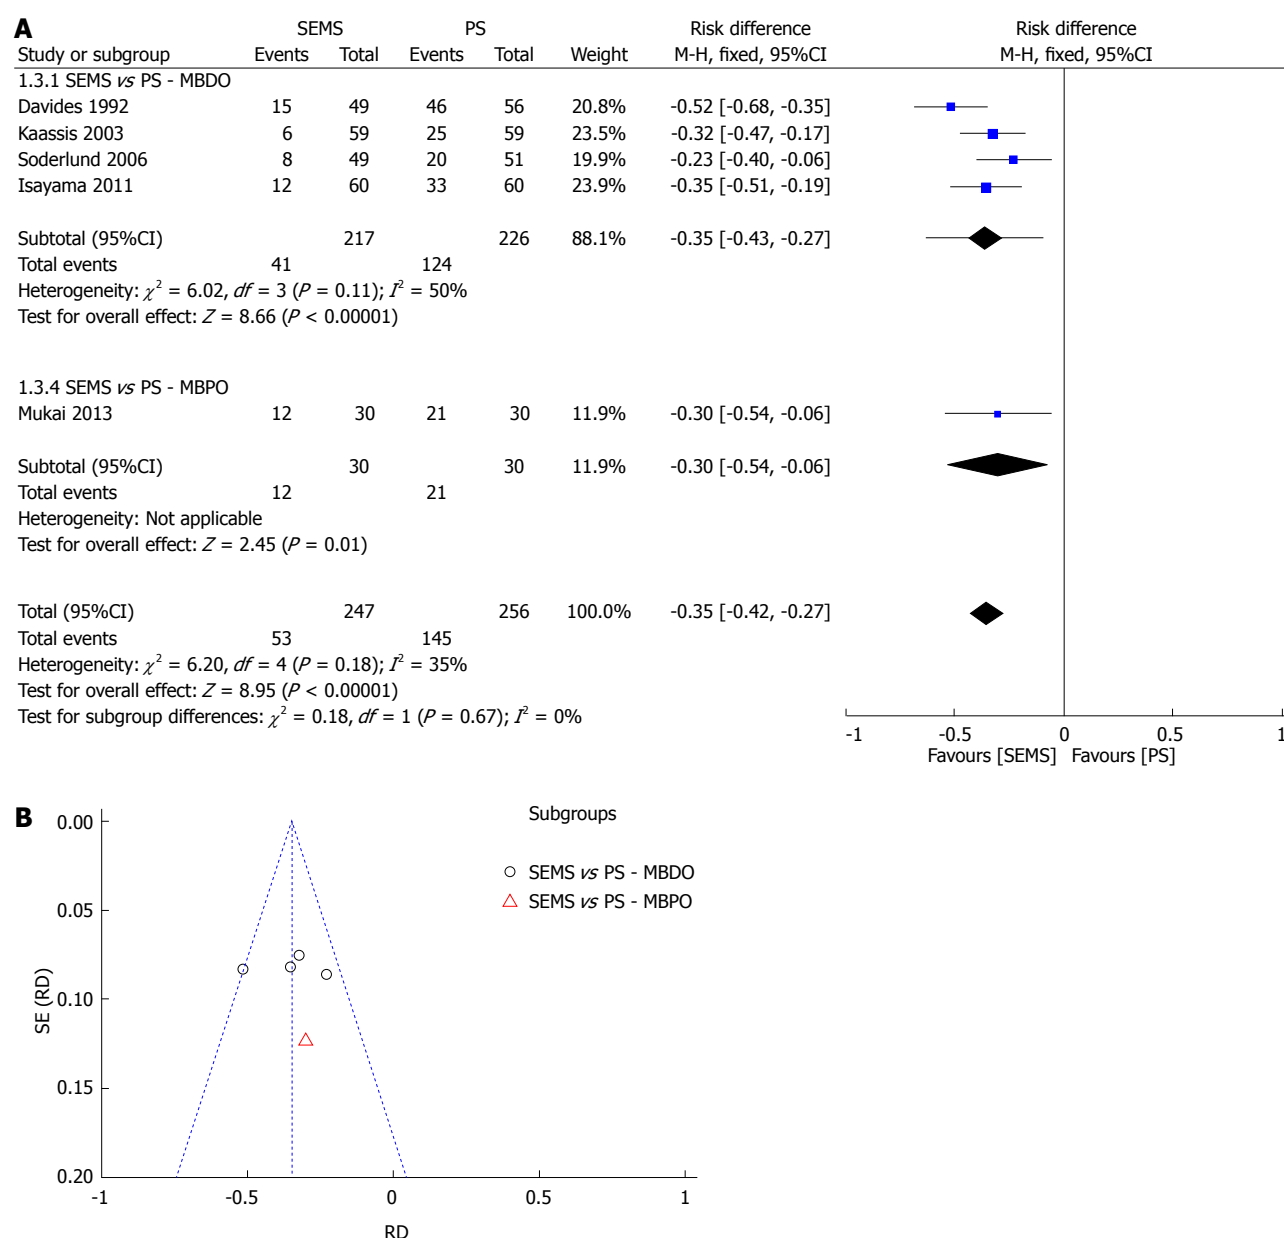 A
SEMS PS Risk difference Risk difference
Study or subgroup Events Total Events Total Weight M-H, fixed, 95%CI M-H, fixed, 95%CI
1.3.1 SEMS vs PS - MBDO
Davides 1992 15 49 46 56 20.8% -0.52 [-0.68, -0.35]
Kaassis 2003 6 59 25 59 23.5% -0.32 [-0.47, -0.17]
Soderlund 2006 8 49 20 51 19.9% -0.23 [-0.40, -0.06]
Isayama 2011 12 60 33 60 23.9% -0.35 [-0.51, -0.19]
Subtotal (95%CI) 217 226 88.1% -0.35 [-0.43, -0.27]
Total events 41 124
Heterogeneity: χ² = 6.02, df = 3 (P = 0.11); I² = 50%
Test for overall effect: Z = 8.66 (P < 0.00001)
1.3.4 SEMS vs PS - MBPO
Mukai 2013 12 30 21 30 11.9% -0.30 [-0.54, -0.06]
Subtotal (95%CI) 30 30 11.9% -0.30 [-0.54, -0.06]
Total events 12 21
Heterogeneity: Not applicable
Test for overall effect: Z = 2.45 (P = 0.01)
Total (95%CI) 247 256 100.0% -0.35 [-0.42, -0.27]
Total events 53 145
Heterogeneity: χ² = 6.20, df = 4 (P = 0.18); I² = 35%
Test for overall effect: Z = 8.95 (P < 0.00001)
Test for subgroup differences: χ² = 0.18, df = 1 (P = 0.67); I² = 0%
-1 -0.5 0 0.5 1
Favours [SEMS] Favours [PS]
B
Subgroups
SEMS vs PS - MBDO
SEMS vs PS - MBPO
0.00
0.05
0.10
0.15
0.20
SE (RD)
-1 -0.5 0 0.5 1
RD